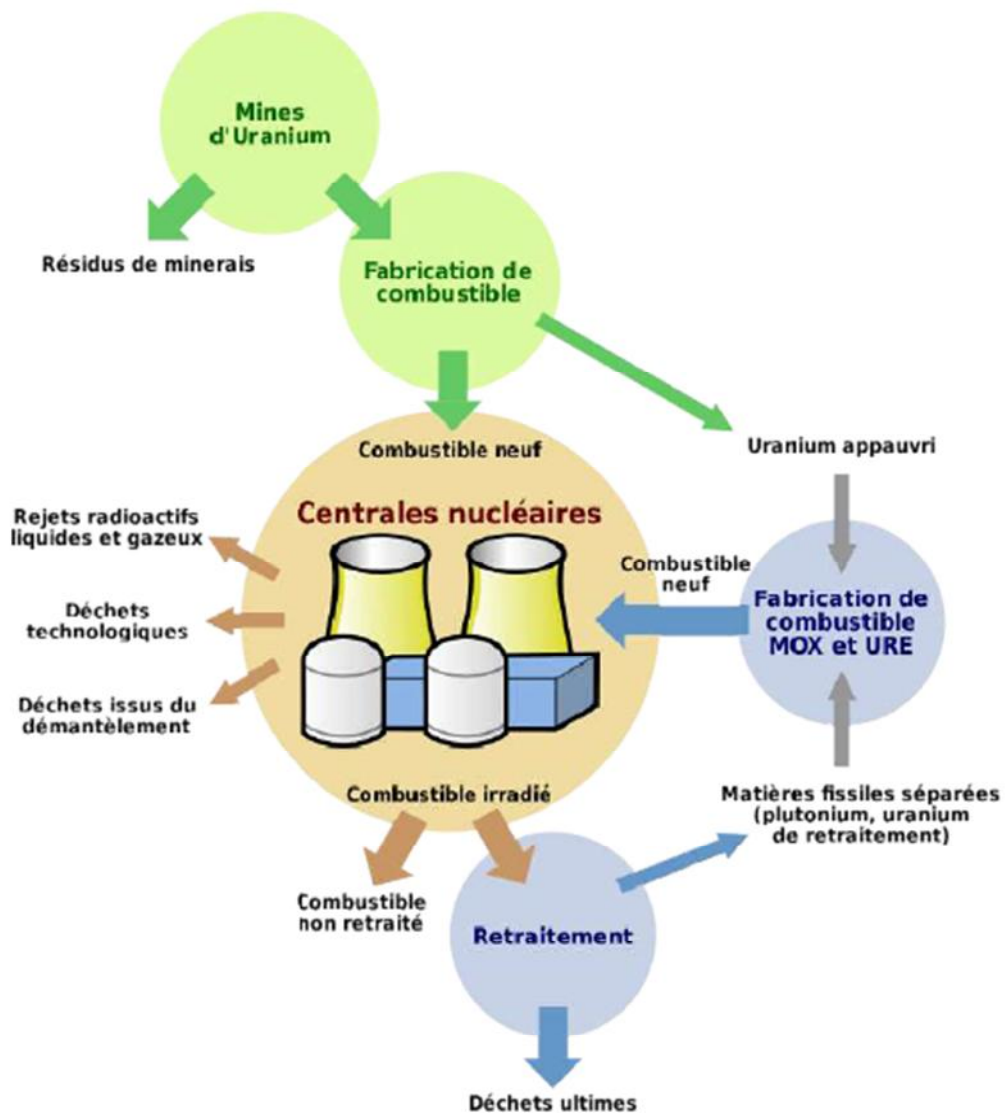 Mines
d'Uranium
Résidus de minerais
Fabrication de
combustible
Combustible neuf
Uranium appauvri
Centrales nucléaires
Rejets radioactifs
liquides et gazeux
Combustible
neuf
Fabrication de
combustible
MOX et URE
Déchets
technologiques
Déchets issus du
démantèlement
Combustible irradié
Matières fissiles séparées
(plutonium, uranium
de retraitement)
Combustible
non retraité
Retraitement
Déchets ultimes